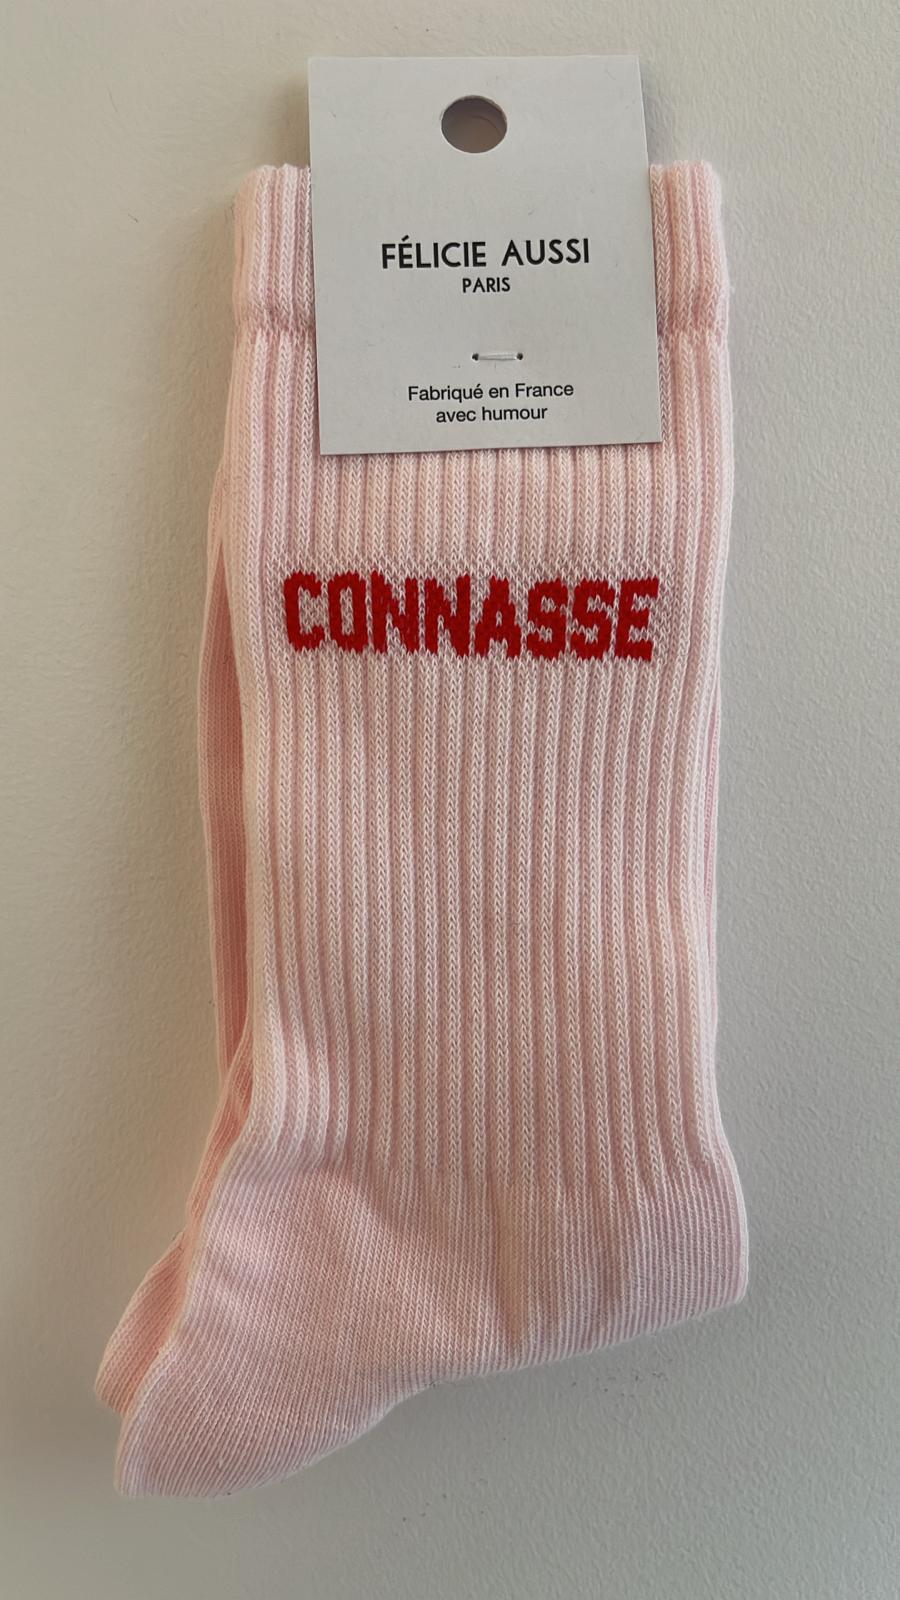 FÉLICIE AUSSI
PARIS
Fabriqué en France
avec humour
CONNASSE